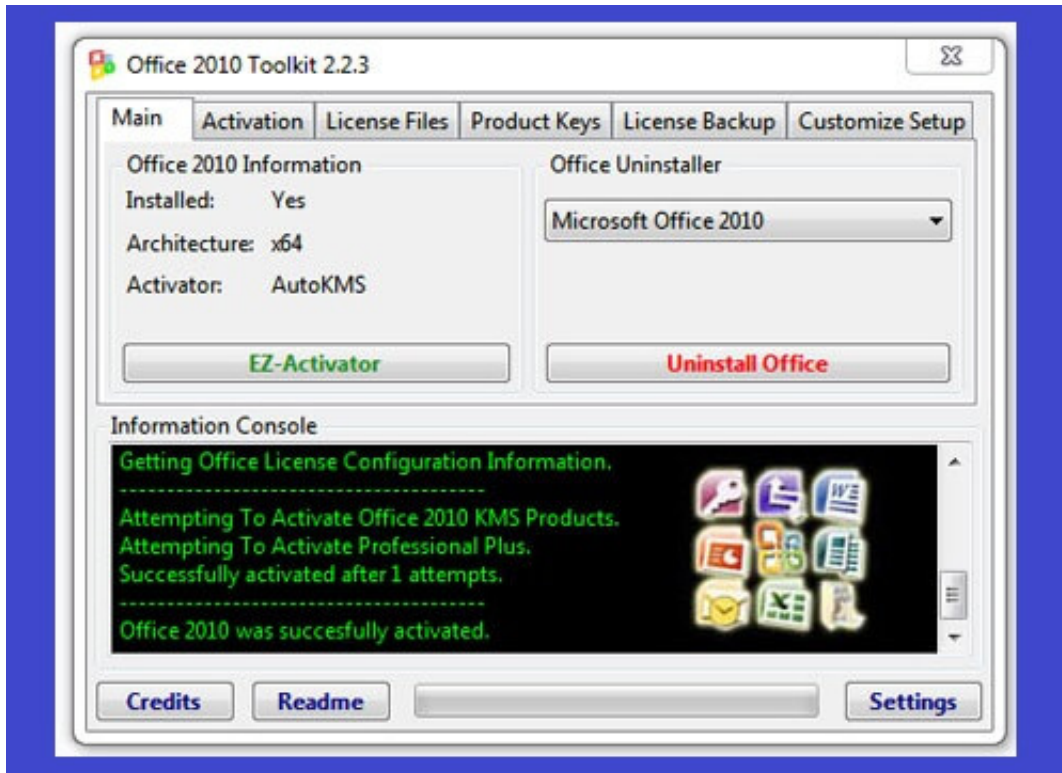 Office 2010 Toolkit 2.2.3
Main Activation License Files Product Keys License Backup Customize Setup
Office 2010 Information
Installed: Yes
Architecture: x64
Activator: AutoKMS
EZ-Activator
Office Uninstaller
Microsoft Office 2010
Uninstall Office
Information Console
Getting Office License Configuration Information.
----------------------------------------
Attempting To Activate Office 2010 KMS Products.
Attempting To Activate Professional Plus.
Successfully activated after 1 attempts.
----------------------------------------
Office 2010 was succesfully activated.
Credits Readme Settings